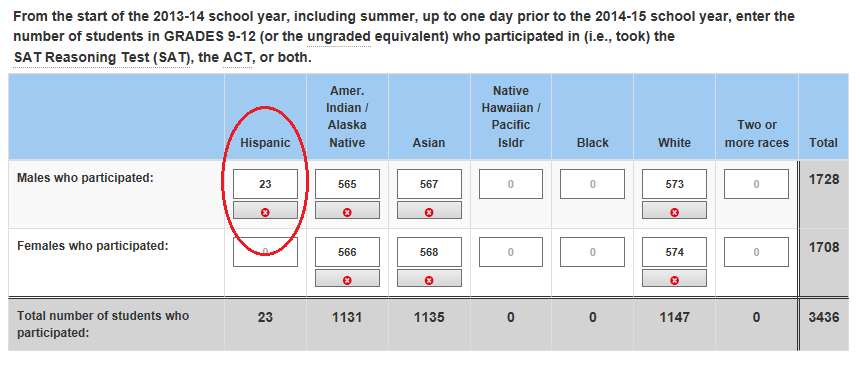 From the start of the 2013-14 school year, including summer, up to one day prior to the 2014-15 school year, enter the
number of students in GRADES 9-12 (or the ungraded equivalent) who participated in (i.e., took) the
SAT Reasoning Test (SAT), the ACT, or both.
Hispanic Amer. Indian / Alaska Native Asian Native Hawaiian / Pacific Isldr Black White Two or more races Total
Males who participated: 23 565 567 0 0 573 0 1728
Females who participated: 0 566 568 0 0 574 0 1708
Total number of students who participated: 23 1131 1135 0 0 1147 0 3436